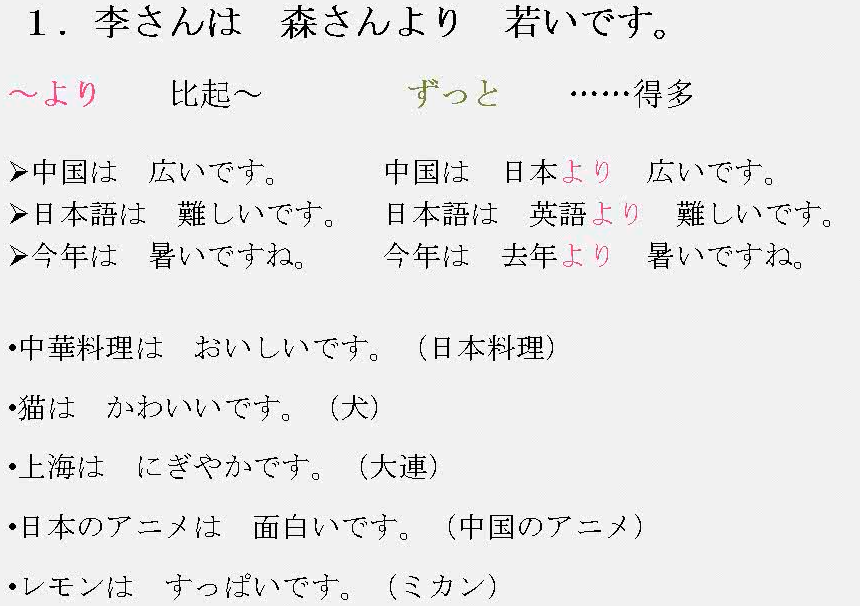 １．李さんは　森さんより　若いです。
～より　　比起～　　　　　ずっと　　……得多
➤中国は　広いです。　　　中国は　日本より　広いです。
➤日本語は　難しいです。　日本語は　英語より　難しいです。
➤今年は　暑いですね。　　今年は　去年より　暑いですね。
•中華料理は　おいしいです。（日本料理）
•猫は　かわいいです。（犬）
•上海は　にぎやかです。（大連）
•日本のアニメは　面白いです。（中国のアニメ）
•レモンは　すっぱいです。（ミカン）